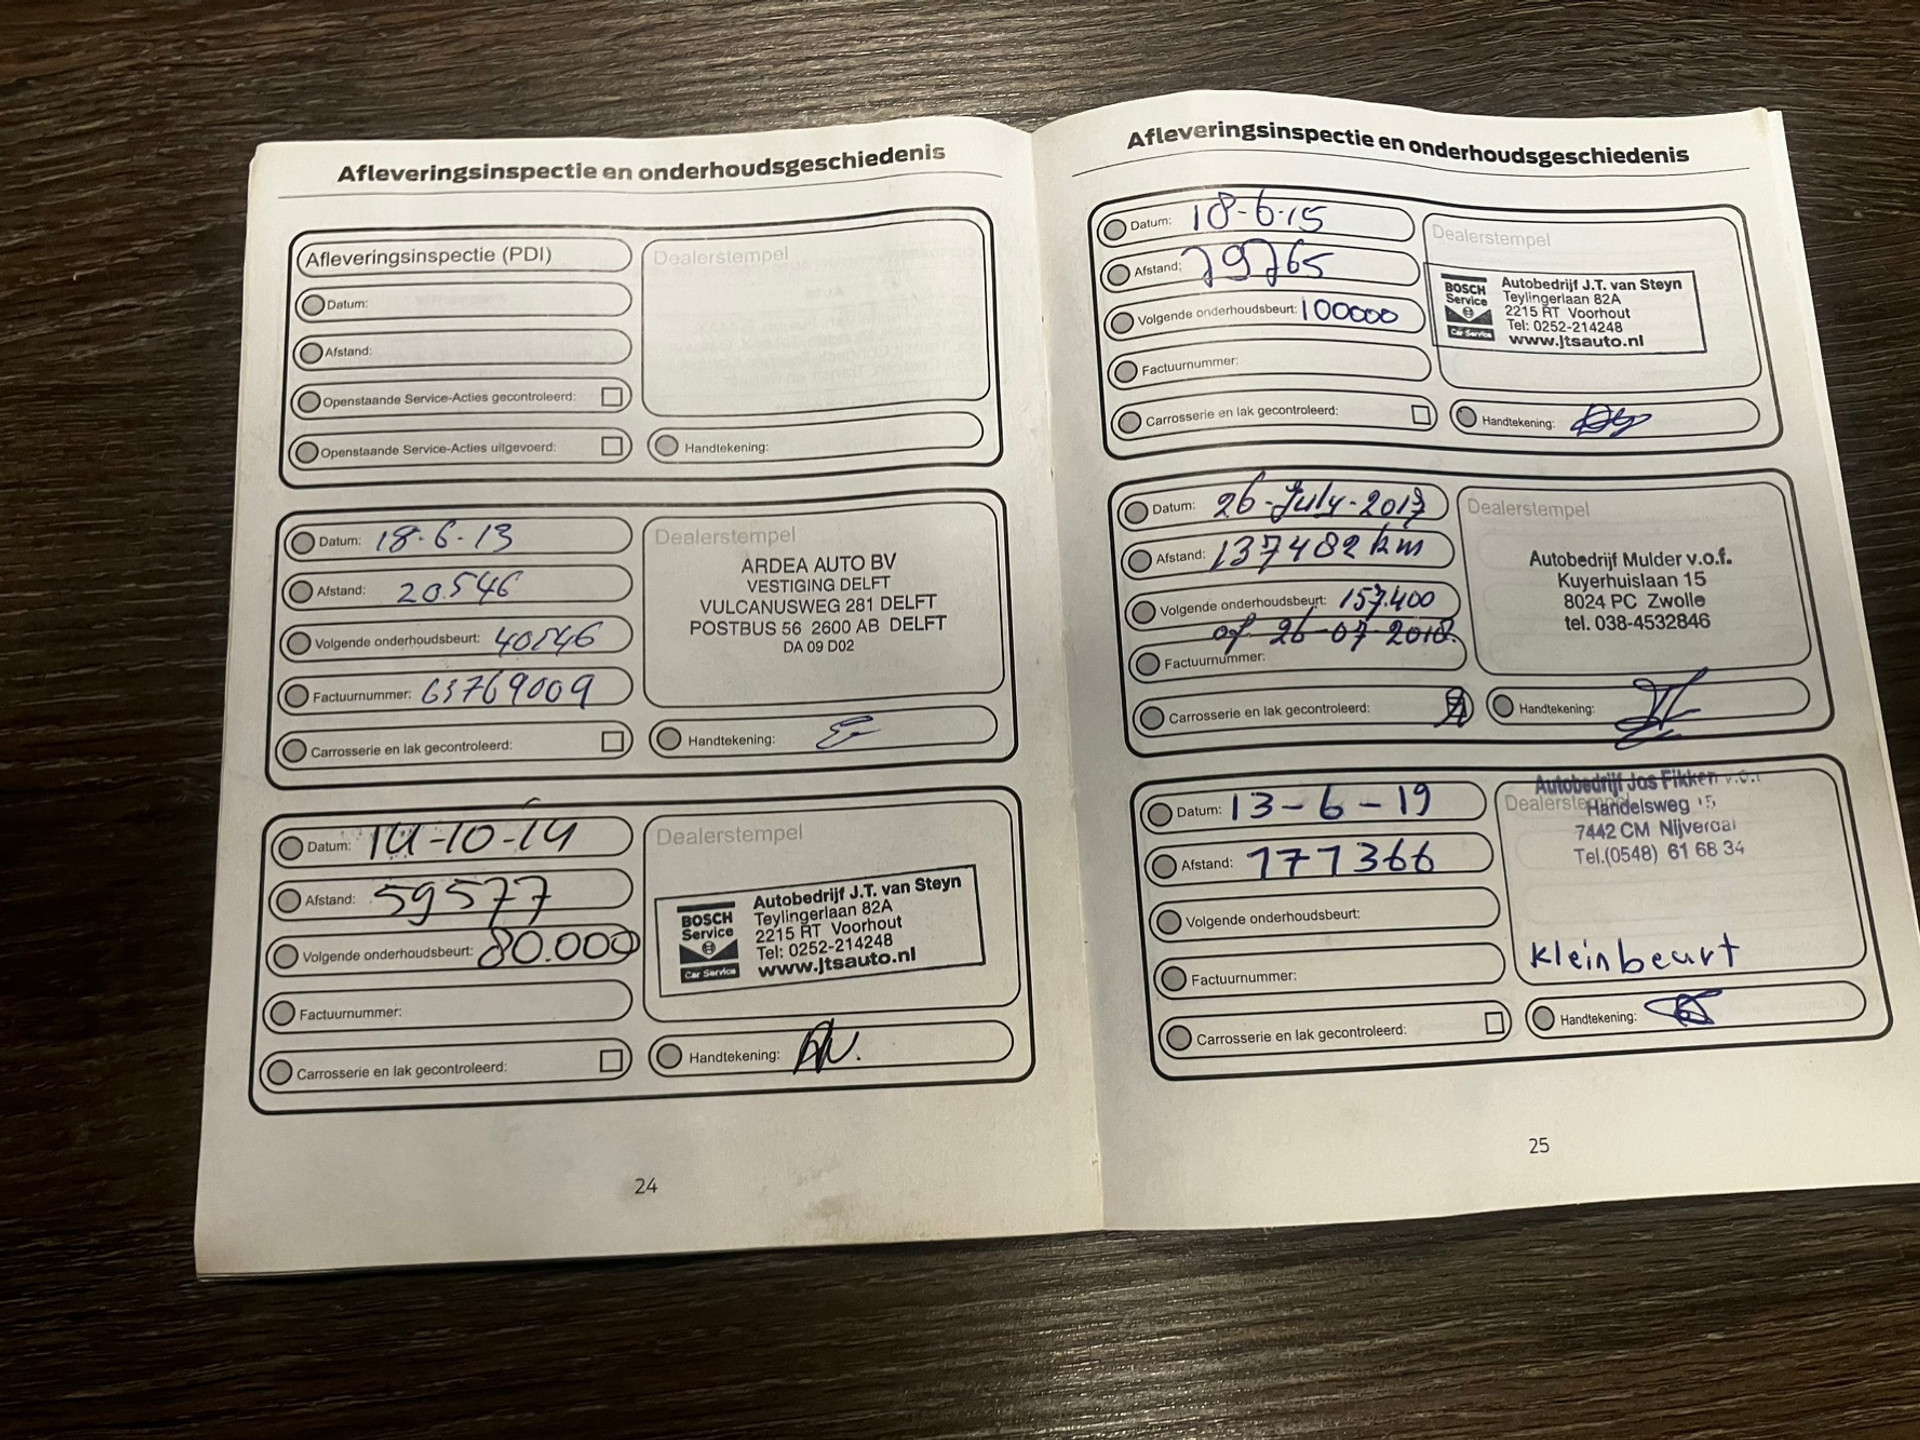 Afleveringsinspectie en onderhoudsgeschiedenis
Afleveringsinspectie (PDI)
Datum:
Afstand:
Openstaande Service-Acties gecontroleerd:
Openstaande Service-Acties uitgevoerd:
Dealerstempel
Handtekening:
Datum: 18-6-13
Afstand: 20.546
Volgende onderhoudsbeurt: 40546
Factuurnummer: 63769009
Carrosserie en lak gecontroleerd:
Dealerstempel
ARDEA AUTO BV
VESTIGING DELFT
VULCANUSWEG 281 DELFT
POSTBUS 56 2600 AB DELFT
DA 09 D02
Handtekening:
Datum: 14-10-14
Afstand: 59577
Volgende onderhoudsbeurt: 80.000
Factuurnummer:
Carrosserie en lak gecontroleerd:
Dealerstempel
BOSCH
Service
Car Service
Autobedrijf J.T. van Steyn
Teylingerlaan 82A
2215 RT Voorhout
Tel: 0252-214248
www.jtsauto.nl
Handtekening:
24
Afleveringsinspectie en onderhoudsgeschiedenis
Datum: 18-6-15
Afstand: 79765
Volgende onderhoudsbeurt: 100000
Factuurnummer:
Carrosserie en lak gecontroleerd:
Dealerstempel
BOSCH
Service
Car Service
Autobedrijf J.T. van Steyn
Teylingerlaan 82A
2215 RT Voorhout
Tel: 0252-214248
www.jtsauto.nl
Handtekening:
Datum: 26-July-2017
Afstand: 137482 km
Volgende onderhoudsbeurt: 157.400
of 26-07-2018.
Factuurnummer:
Carrosserie en lak gecontroleerd:
Dealerstempel
Autobedrijf Mulder v.o.f.
Kuyerhuislaan 15
8024 PC Zwolle
tel. 038-4532846
Handtekening:
Datum: 13-6-19
Afstand: 177366
Volgende onderhoudsbeurt:
Factuurnummer:
Carrosserie en lak gecontroleerd:
Autobedrijf Jos Fikken v.o.f.
Dealerstempel
Handelsweg 15
7442 CM Nijverdal
Tel.(0548) 61 68 34
kleinbeurt
Handtekening:
25